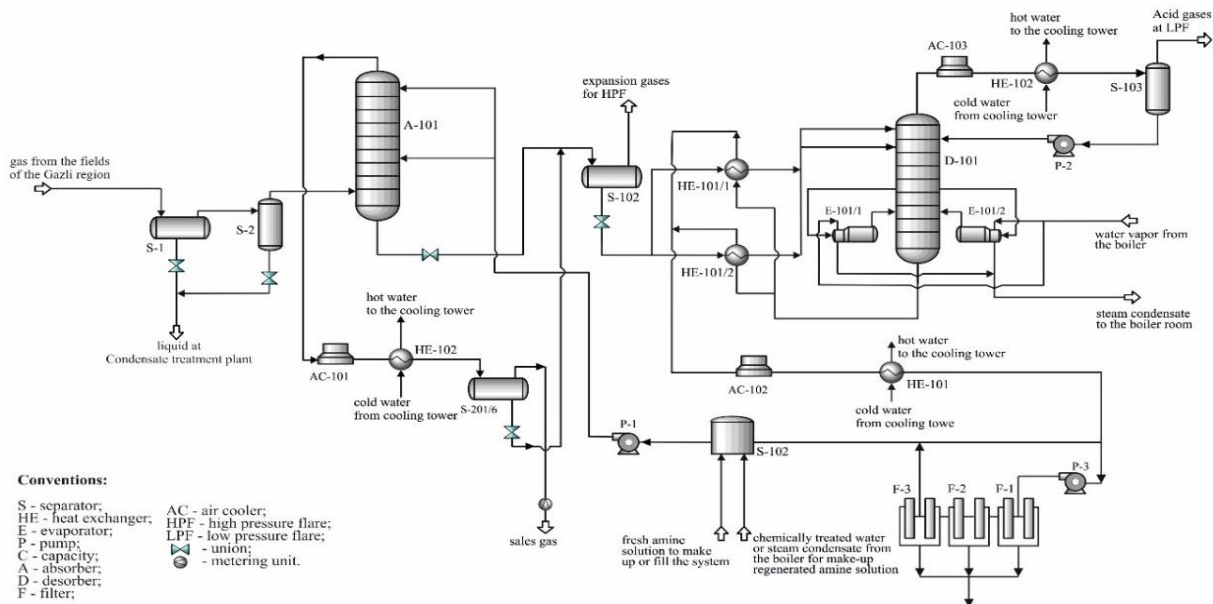 hot water
to the cooling tower
Acid gases
at LPF
AC-103
HE-102
S-103
cold water
from cooling tower
expansion gases
for HPF
A-101
D-101
P-2
gas from the fields
of the Gazli region
S-1
S-2
S-102
HE-101/1
HE-101/2
E-101/1
E-101/2
water vapor from
the boiler
steam condensate
to the boiler room
liquid at
Condensate treatment plant
hot water
to the cooling tower
HE-102
AC-101
cold water
from cooling tower
S-201/6
hot water
to the cooling tower
AC-102
HE-101
cold water
from cooling towe
P-1
S-102
P-3
F-3
F-2
F-1
sales gas
fresh amine
solution to make
up or fill the system
chemically treated water
or steam condensate from
the boiler for make-up
regenerated amine solution
Conventions:
S - separator;
HE - heat exchanger;
E - evaporator;
P - pump;
C - capacity;
A - absorber;
D - desorber;
F - filter;
AC - air cooler;
HPF - high pressure flare;
LPF - low pressure flare;
- union;
- metering unit.